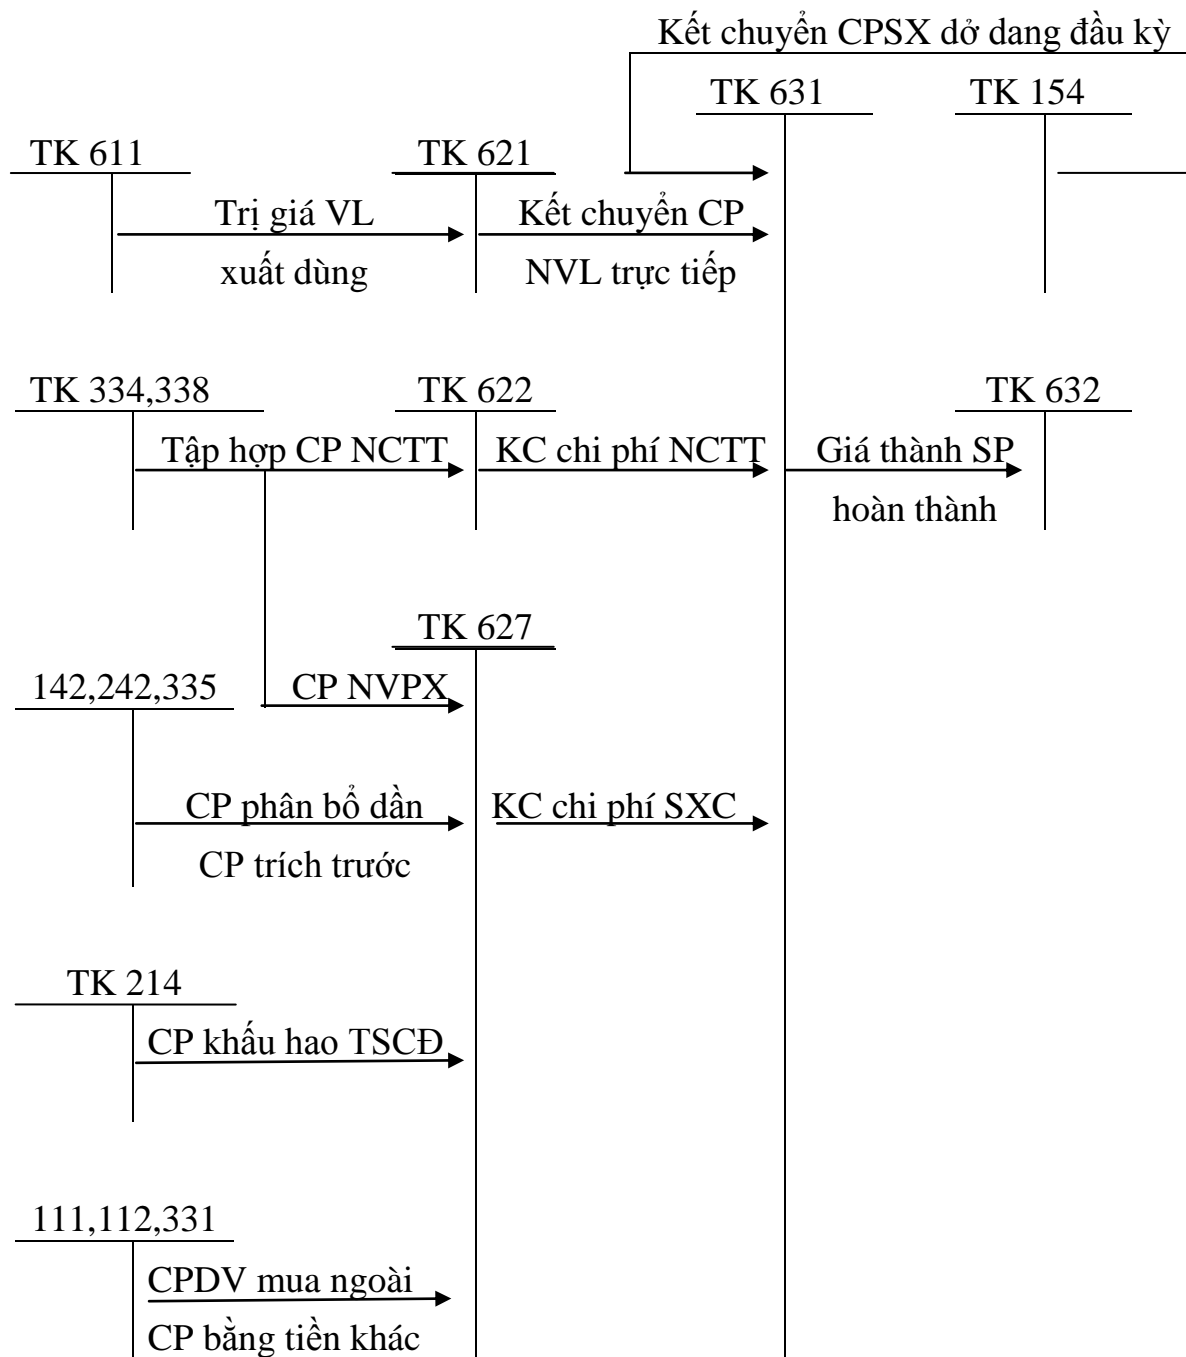 Kết chuyển CPSX dở dang đầu kỳ
TK 631
TK 154
TK 611
TK 621
Trị giá VL
xuất dùng
Kết chuyển CP
NVL trực tiếp
TK 334,338
TK 622
TK 632
Tập hợp CP NCTT
KC chi phí NCTT
Giá thành SP
hoàn thành
TK 627
142,242,335
CP NVPX
CP phân bổ dần
CP trích trước
KC chi phí SXC
TK 214
CP khấu hao TSCĐ
111,112,331
CPDV mua ngoài
CP bằng tiền khác